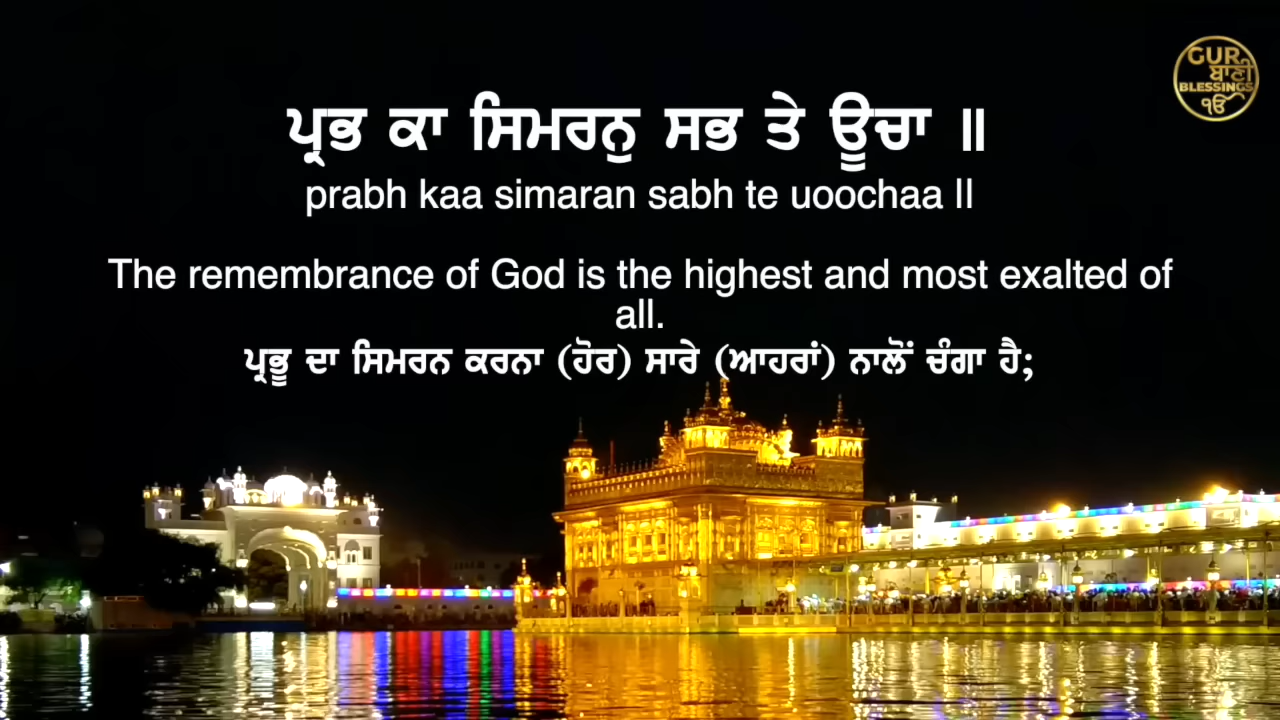 GUR
ਬਾਣੀ
BLESSINGS
ੴ
ਪ੍ਰਭ ਕਾ ਸਿਮਰਨੁ ਸਭ ਤੇ ਊਚਾ ॥
prabh kaa simaran sabh te uoochaa ||
The remembrance of God is the highest and most exalted of
all.
ਪ੍ਰਭੂ ਦਾ ਸਿਮਰਨ ਕਰਨਾ (ਹੋਰ) ਸਾਰੇ (ਆਹਰਾਂ) ਨਾਲੋਂ ਚੰਗਾ ਹੈ;